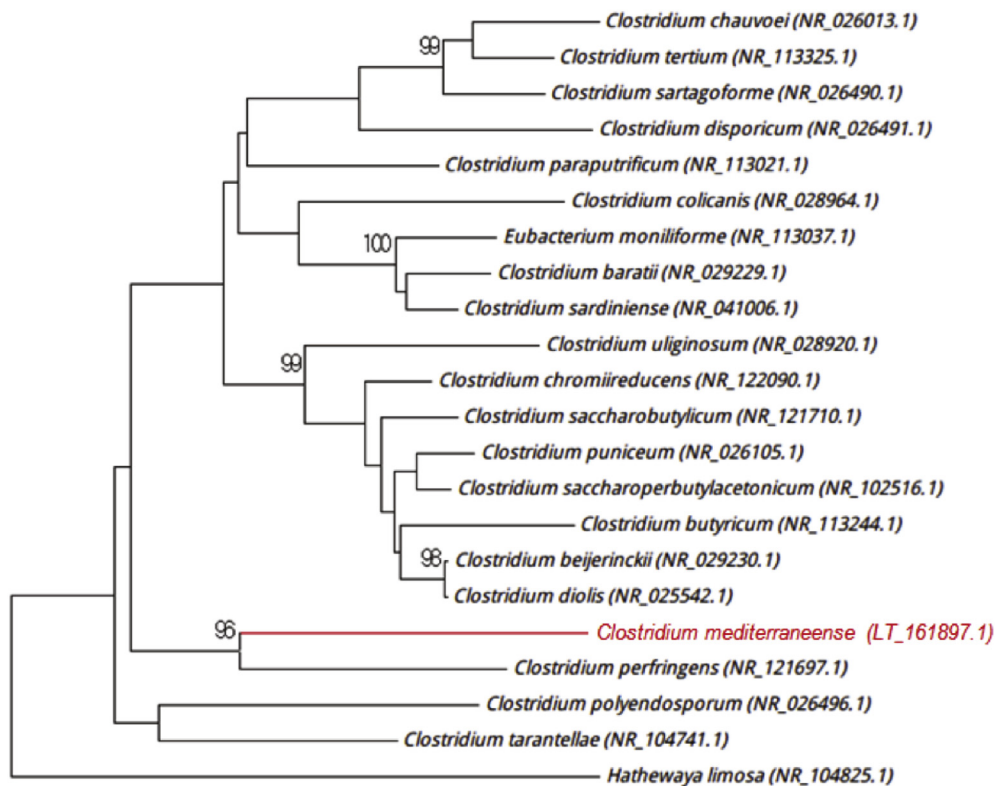 Clostridium chauvoei (NR_026013.1)
99
Clostridium tertium (NR_113325.1)
Clostridium sartagoforme (NR_026490.1)
Clostridium disporicum (NR_026491.1)
Clostridium paraputrificum (NR_113021.1)
Clostridium colicanis (NR_028964.1)
100
Eubacterium moniliforme (NR_113037.1)
Clostridium baratii (NR_029229.1)
Clostridium sardiniense (NR_041006.1)
Clostridium uliginosum (NR_028920.1)
99
Clostridium chromiireducens (NR_122090.1)
Clostridium saccharobutylicum (NR_121710.1)
Clostridium puniceum (NR_026105.1)
Clostridium saccharoperbutylacetonicum (NR_102516.1)
Clostridium butyricum (NR_113244.1)
98
Clostridium beijerinckii (NR_029230.1)
Clostridium diolis (NR_025542.1)
96
Clostridium mediterraneense (LT_161897.1)
Clostridium perfringens (NR_121697.1)
Clostridium polyendosporum (NR_026496.1)
Clostridium tarantellae (NR_104741.1)
Hathewaya limosa (NR_104825.1)